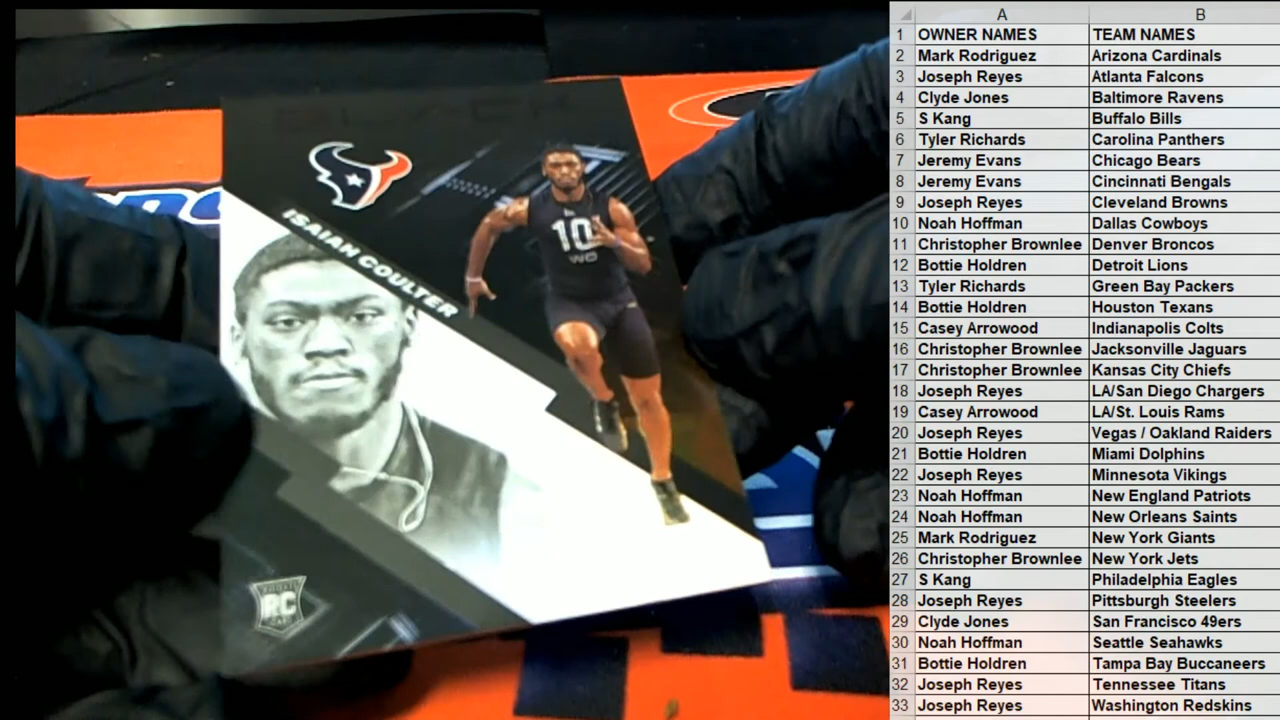 ISAIAH COULTER
10
WO
RC
A B
1 OWNER NAMES TEAM NAMES
2 Mark Rodriguez Arizona Cardinals
3 Joseph Reyes Atlanta Falcons
4 Clyde Jones Baltimore Ravens
5 S Kang Buffalo Bills
6 Tyler Richards Carolina Panthers
7 Jeremy Evans Chicago Bears
8 Jeremy Evans Cincinnati Bengals
9 Joseph Reyes Cleveland Browns
10 Noah Hoffman Dallas Cowboys
11 Christopher Brownlee Denver Broncos
12 Bottie Holdren Detroit Lions
13 Tyler Richards Green Bay Packers
14 Bottie Holdren Houston Texans
15 Casey Arrowood Indianapolis Colts
16 Christopher Brownlee Jacksonville Jaguars
17 Christopher Brownlee Kansas City Chiefs
18 Joseph Reyes LA/San Diego Chargers
19 Casey Arrowood LA/St. Louis Rams
20 Joseph Reyes Vegas / Oakland Raiders
21 Bottie Holdren Miami Dolphins
22 Joseph Reyes Minnesota Vikings
23 Noah Hoffman New England Patriots
24 Noah Hoffman New Orleans Saints
25 Mark Rodriguez New York Giants
26 Christopher Brownlee New York Jets
27 S Kang Philadelphia Eagles
28 Joseph Reyes Pittsburgh Steelers
29 Clyde Jones San Francisco 49ers
30 Noah Hoffman Seattle Seahawks
31 Bottie Holdren Tampa Bay Buccaneers
32 Joseph Reyes Tennessee Titans
33 Joseph Reyes Washington Redskins